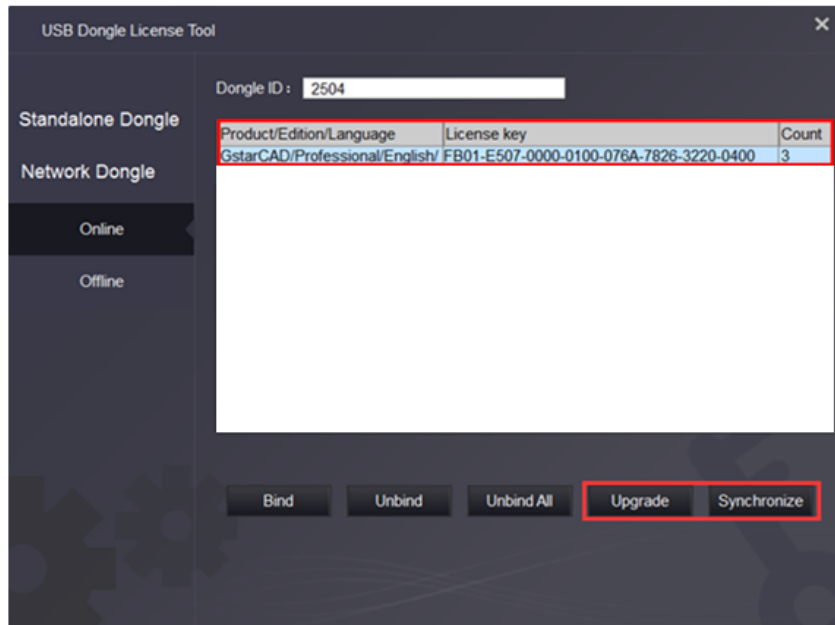 USB Dongle License Tool
Dongle ID : 2504
Standalone Dongle
Network Dongle
Online
Offline
Product/Edition/Language License key Count
GstarCAD/Professional/English/ FB01-E507-0000-0100-076A-7826-3220-0400 3
Bind Unbind Unbind All Upgrade Synchronize